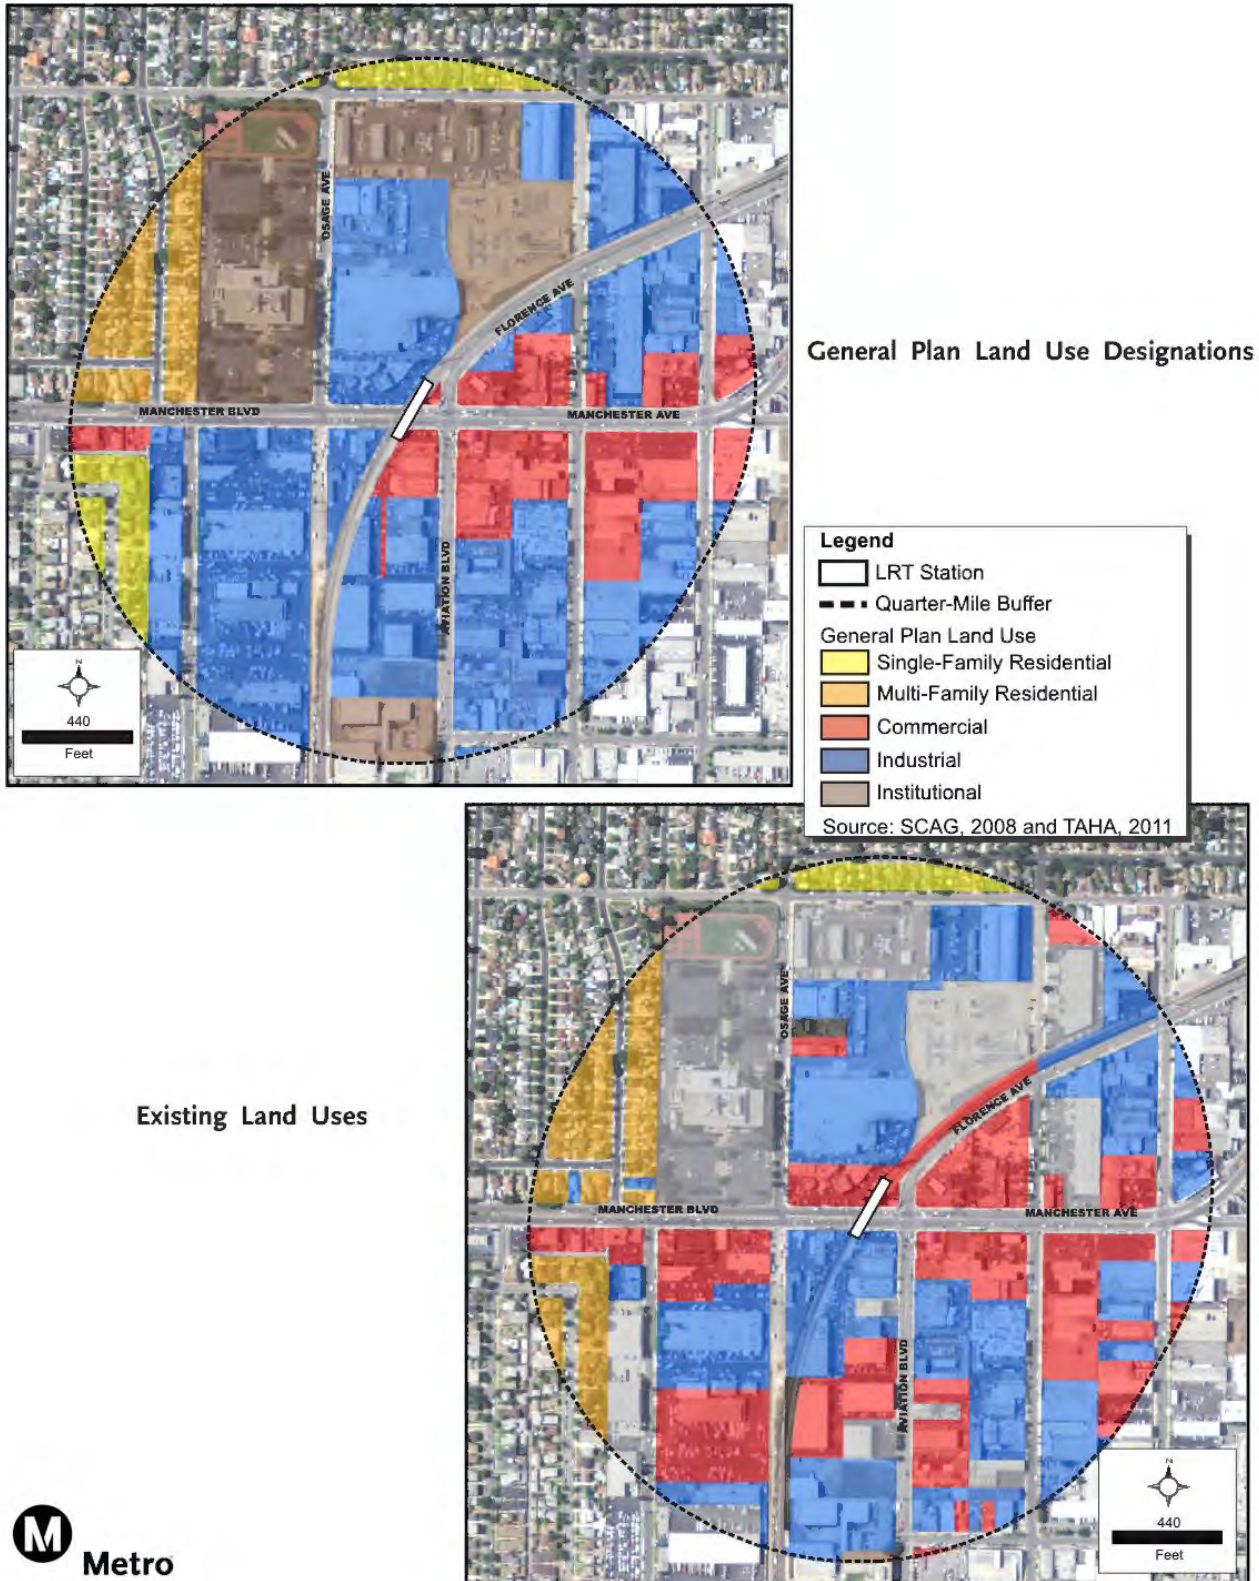 OSAGE AVE
FLORENCE AVE
MANCHESTER BLVD
MANCHESTER AVE
AVIATION BLVD
N
440
Feet
General Plan Land Use Designations
Legend
LRT Station
Quarter-Mile Buffer
General Plan Land Use
Single-Family Residential
Multi-Family Residential
Commercial
Industrial
Institutional
Source: SCAG, 2008 and TAHA, 2011
Existing Land Uses
OSAGE AVE
FLORENCE AVE
MANCHESTER BLVD
MANCHESTER AVE
AVIATION BLVD
N
440
Feet
M
Metro